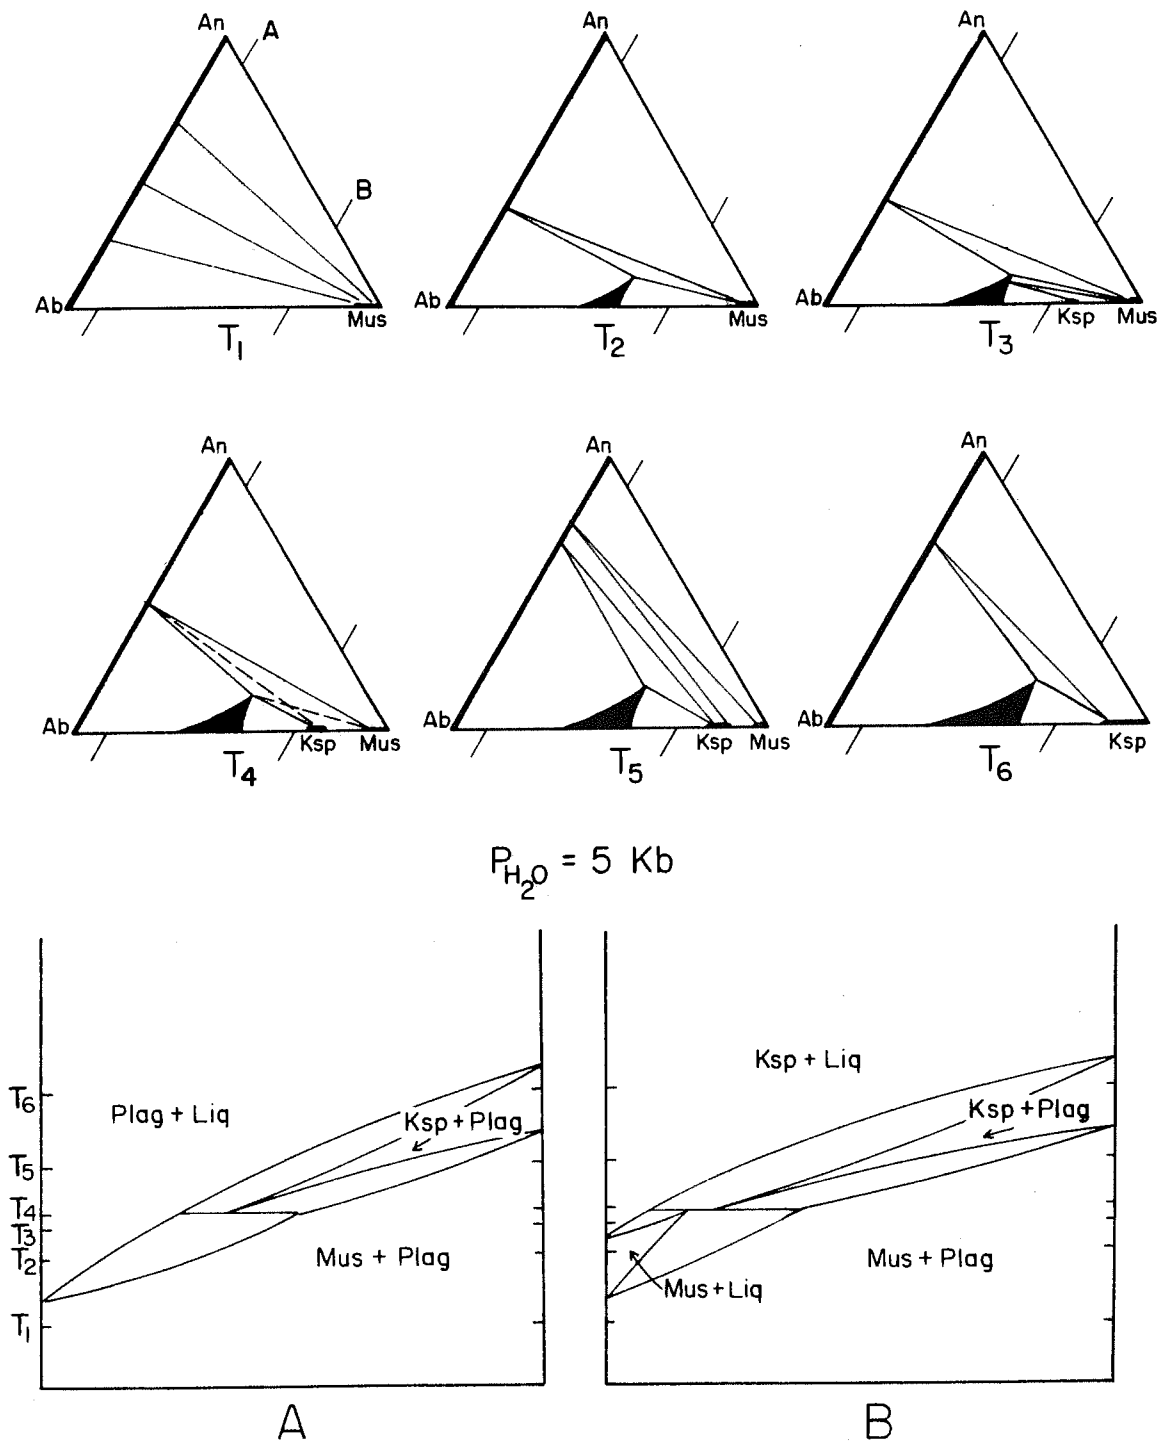 An A An An
B
Ab Mus Ab Mus Ab Ksp Mus
T1 T2 T3
An An An
Ab Ksp Mus Ab Ksp Mus Ab Ksp
T4 T5 T6
PH2O = 5 Kb
T6 T5 T4 T3 T2 T1
Plag + Liq
Ksp + Plag
Mus + Plag
A
Ksp + Liq
Ksp + Plag
Mus + Plag
Mus + Liq
B